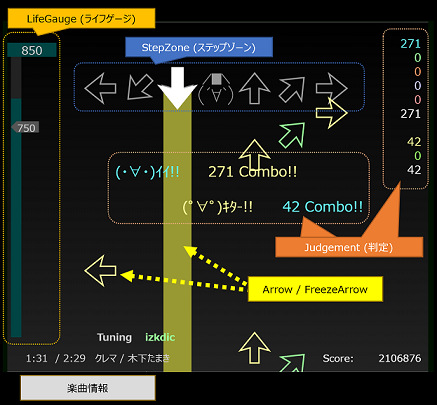 LifeGauge (ライフゲージ)
StepZone (ステップゾーン)
850
750
271
0
0
0
0
271
42
0
42
(・∀・)ｲｲ!! 271 Combo!!
(ﾟ∀ﾟ)ｷﾀ-!! 42 Combo!!
Judgement (判定)
Arrow / FreezeArrow
Tuning izkdic
1:31 / 2:29 クレマ / 木下たまき Score: 2106876
楽曲情報